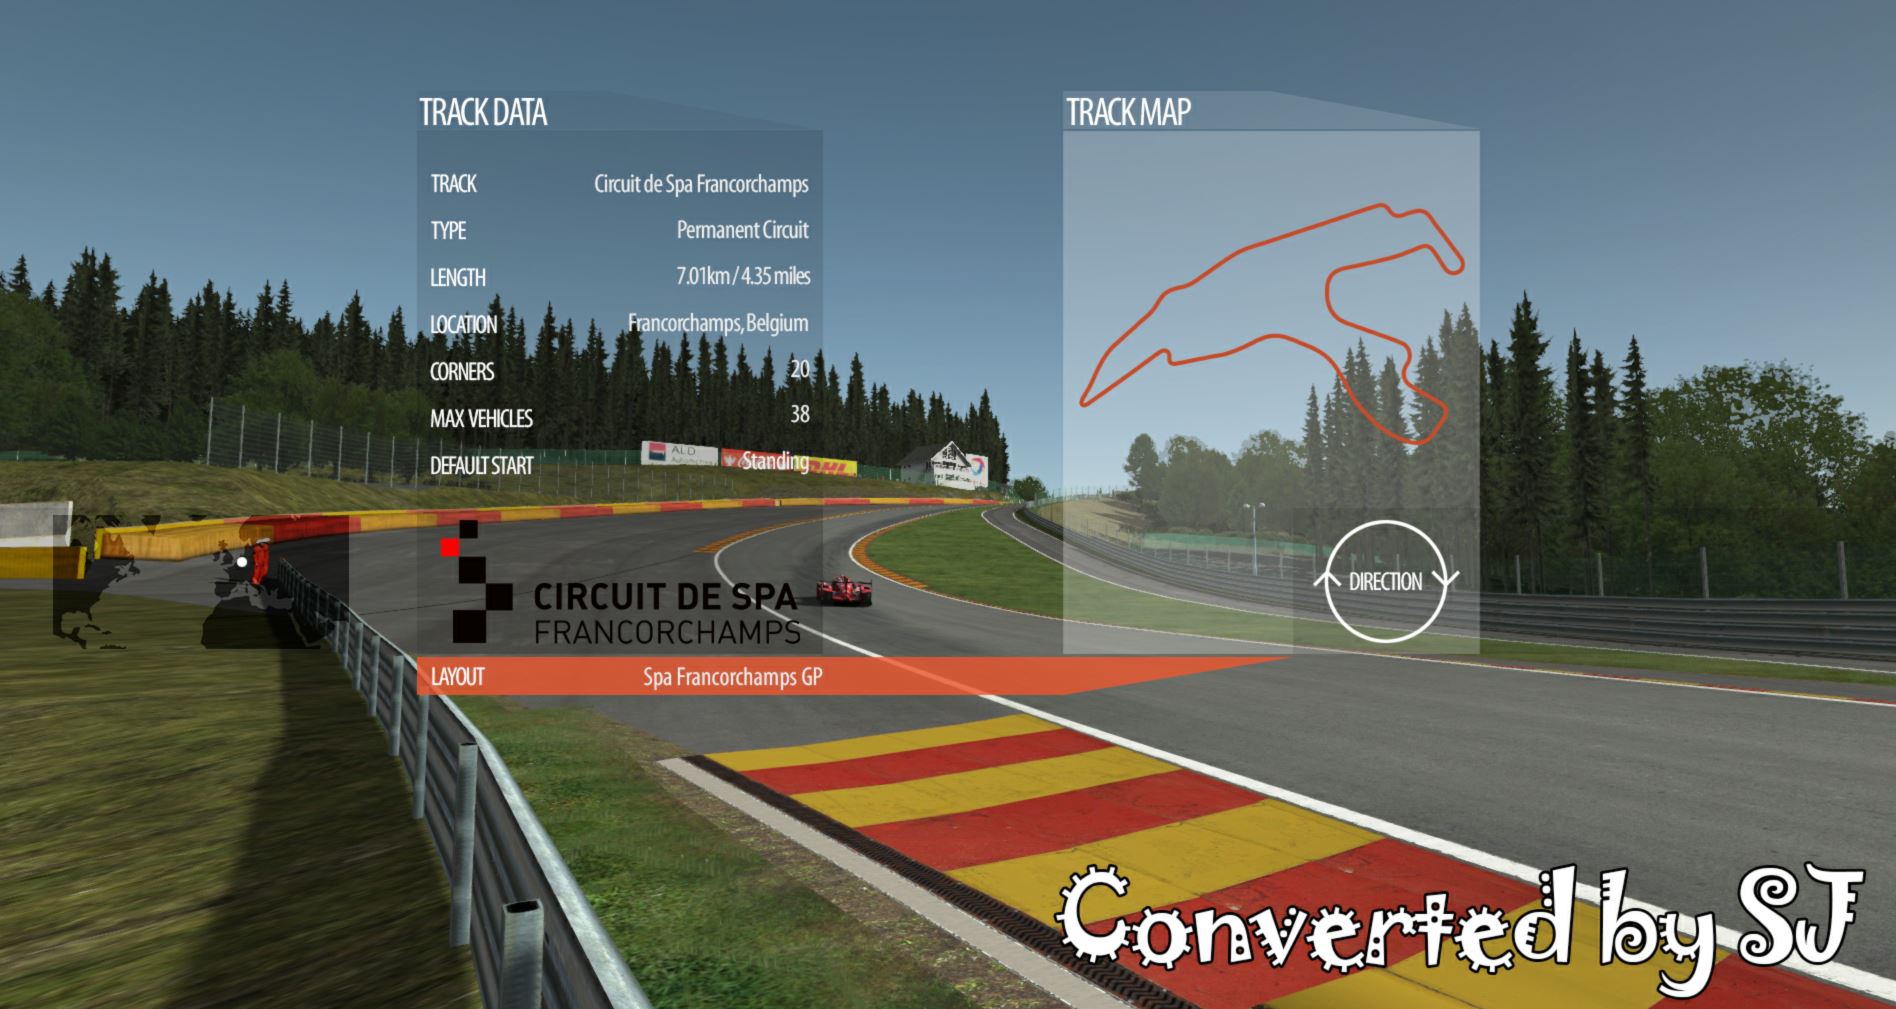 TRACK DATA
TRACK Circuit de Spa Francorchamps
TYPE Permanent Circuit
LENGTH 7.01km / 4.35 miles
LOCATION Francorchamps, Belgium
CORNERS 20
MAX VEHICLES 38
DEFAULT START Standing
ALD
DHL
CIRCUIT DE SPA
FRANCORCHAMPS
LAYOUT Spa Francorchamps GP
TRACK MAP
DIRECTION
Converted by SJ